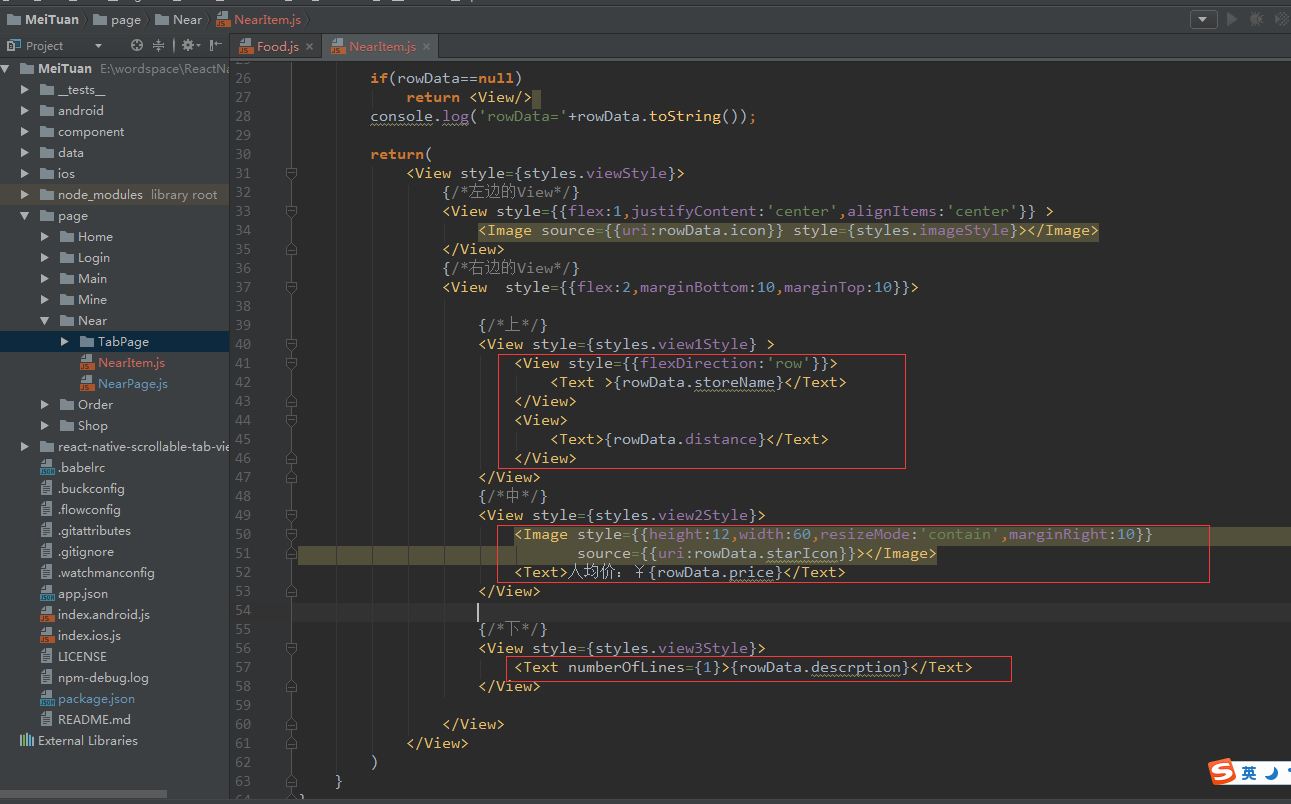 MeiTuan page Near NearItem.js
Project
Food.js NearItem.js
MeiTuan E:\wordspace\ReactNa
__tests__
android
component
data
ios
node_modules library root
page
Home
Login
Main
Mine
Near
TabPage
NearItem.js
NearPage.js
Order
Shop
react-native-scrollable-tab-vie
.babelrc
.buckconfig
.flowconfig
.gitattributes
.gitignore
.watchmanconfig
app.json
index.android.js
index.ios.js
LICENSE
npm-debug.log
package.json
README.md
External Libraries
26 if(rowData==null)
27 return <View/>
28 console.log('rowData='+rowData.toString());
29
30 return(
31 <View style={styles.viewStyle}>
32 {/*左边的View*/}
33 <View style={{flex:1,justifyContent:'center',alignItems:'center'}} >
34 <Image source={{uri:rowData.icon}} style={styles.imageStyle}></Image>
35 </View>
36 {/*右边的View*/}
37 <View  style={{flex:2,marginBottom:10,marginTop:10}}>
38
39 {/*上*/}
40 <View style={styles.view1Style} >
41 <View style={{flexDirection:'row'}}>
42 <Text >{rowData.storeName}</Text>
43 </View>
44 <View>
45 <Text>{rowData.distance}</Text>
46 </View>
47 </View>
48 {/*中*/}
49 <View style={styles.view2Style}>
50 <Image style={{height:12,width:60,resizeMode:'contain',marginRight:10}}
51 source={{uri:rowData.starIcon}}></Image>
52 <Text>人均价：￥{rowData.price}</Text>
53 </View>
54
55 {/*下*/}
56 <View style={styles.view3Style}>
57 <Text numberOfLines={1}>{rowData.descrption}</Text>
58 </View>
59
60 </View>
61 </View>
62 )
63 }
英